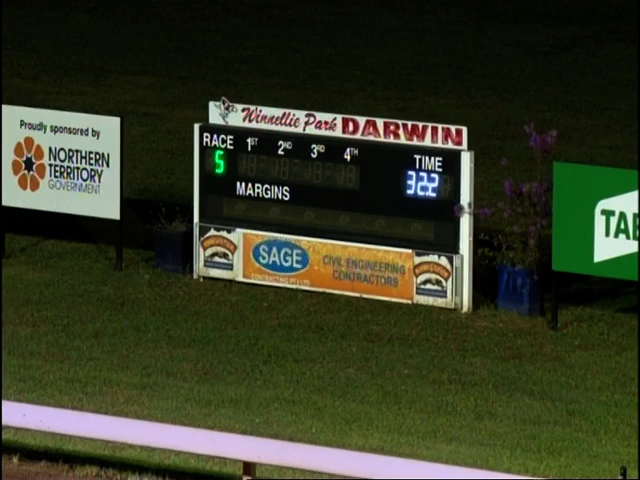 Proudly sponsored by
NORTHERN
TERRITORY
GOVERNMENT
Winnellie Park DARWIN
RACE 1ST 2ND 3RD 4TH TIME
5 32.2
MARGINS
SAGE
CIVIL ENGINEERING
CONTRACTORS
TAB